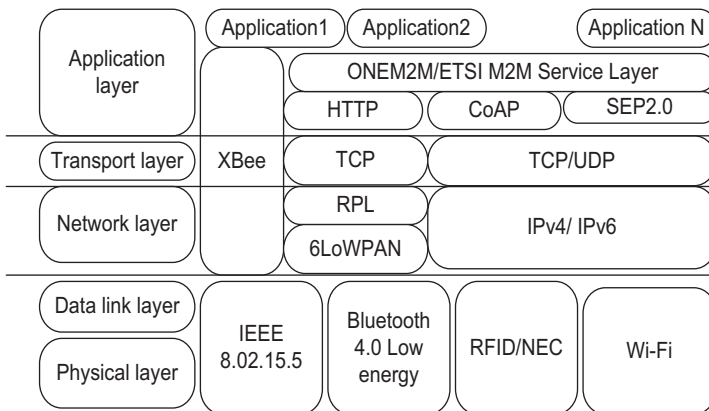 Application1
Application2
Application N
Application
layer
ONEM2M/ETSI M2M Service Layer
HTTP
CoAP
SEP2.0
Transport layer
XBee
TCP
TCP/UDP
Network layer
RPL
6LoWPAN
IPv4/ IPv6
Data link layer
Physical layer
IEEE
8.02.15.5
Bluetooth
4.0 Low
energy
RFID/NEC
Wi-Fi